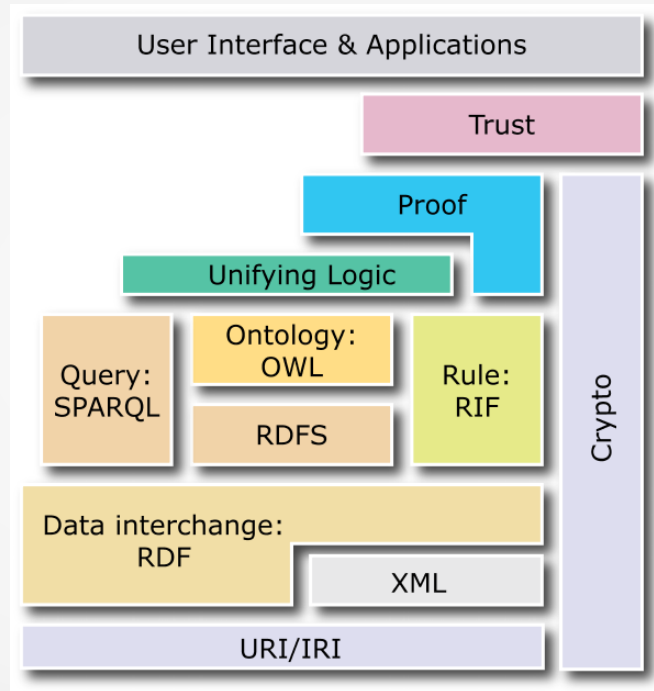 User Interface & Applications
Trust
Proof
Unifying Logic
Query:
SPARQL
Ontology:
OWL
RDFS
Rule:
RIF
Crypto
Data interchange:
RDF
XML
URI/IRI